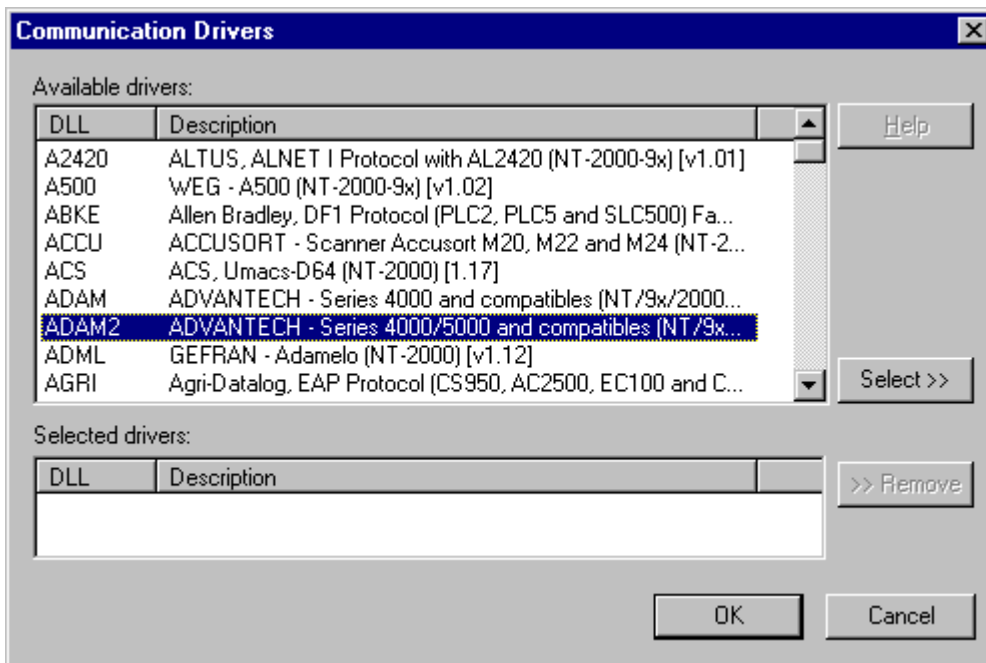 Communication Drivers
Available drivers:
DLL Description
Help
A2420 ALTUS, ALNET I Protocol with AL2420 (NT-2000-9x) [v1.01]
A500 WEG - A500 (NT-2000-9x) [v1.02]
ABKE Allen Bradley, DF1 Protocol (PLC2, PLC5 and SLC500) Fa...
ACCU ACCUSORT - Scanner Accusort M20, M22 and M24 (NT-2...
ACS ACS, Umacs-D64 (NT-2000) [1.17]
ADAM ADVANTECH - Series 4000 and compatibles (NT/9x/2000...
ADAM2 ADVANTECH - Series 4000/5000 and compatibles (NT/9x...
ADML GEFRAN - Adamelo (NT-2000) [v1.12]
AGRI Agri-Datalog, EAP Protocol (CS950, AC2500, EC100 and C...
Select >>
Selected drivers:
DLL Description
>> Remove
OK Cancel